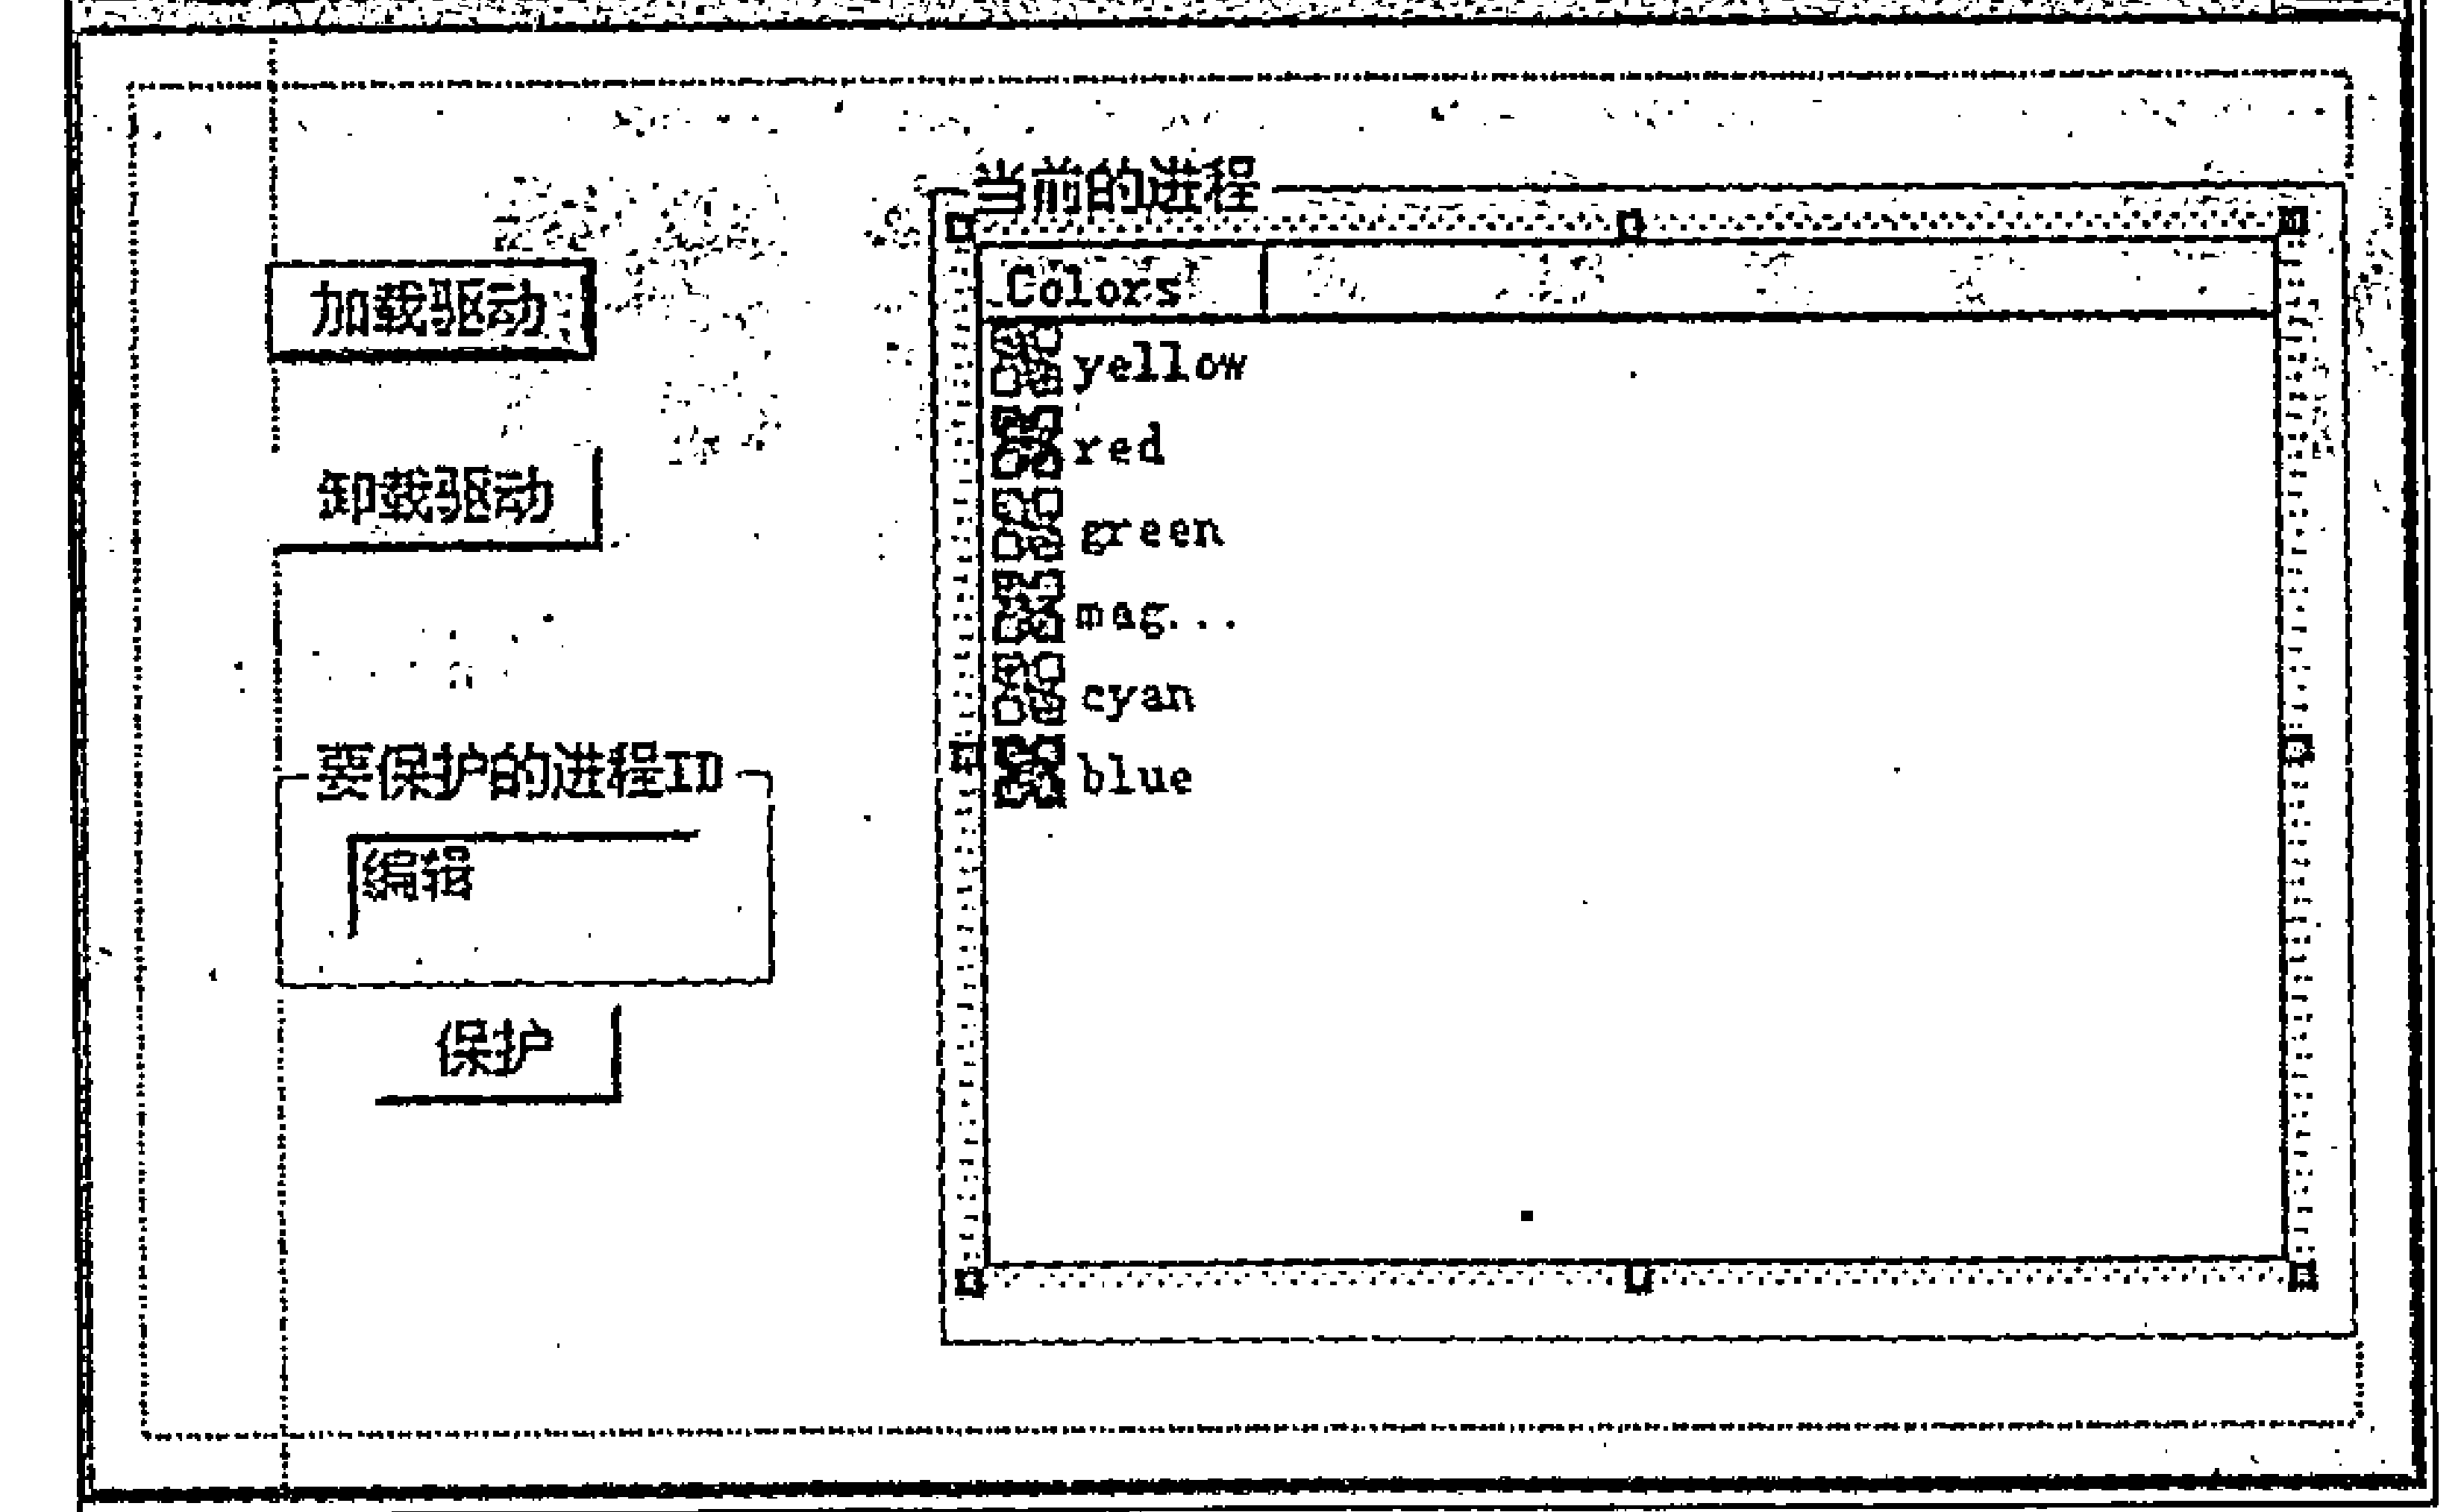 当前的进程
Colors
加载驱动
yellow
red
卸载驱动
green
mag...
cyan
要保护的进程ID
blue
编辑
保护